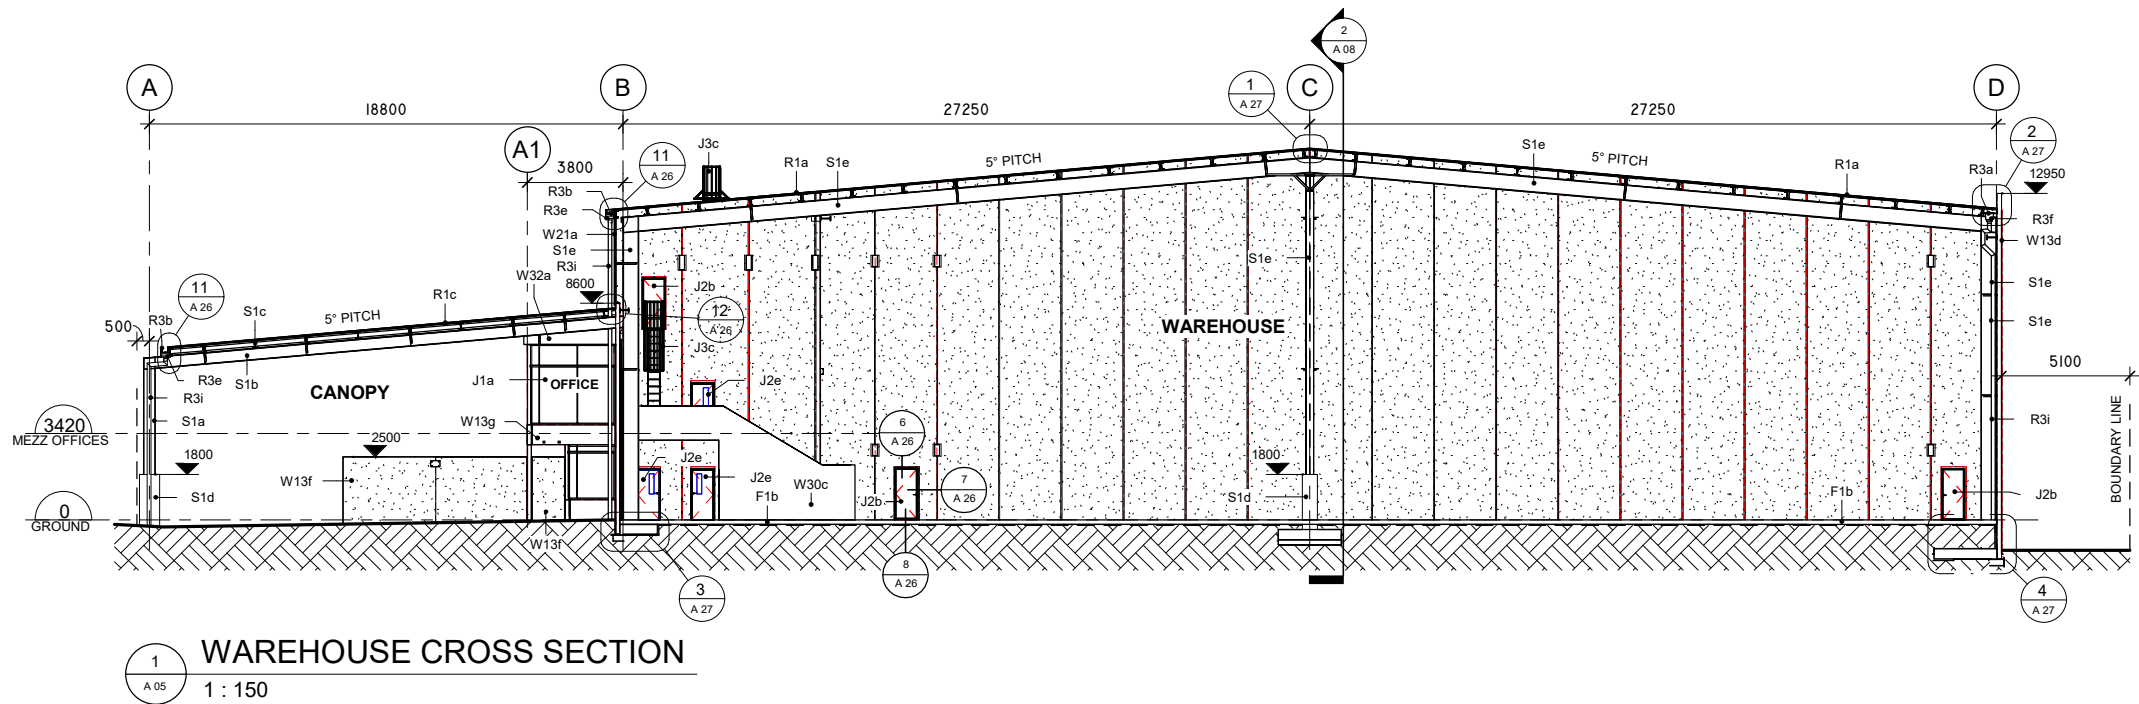 2
A 08
A
B
C
D
18800
27250
27250
1
A 27
A1
3800
J3c
11
A 26
R1a
S1e
5° PITCH
S1e
5° PITCH
R1a
2
A 27
R3a
12950
R3b
R3e
W21a
S1e
R3i
W32a
8600
R3f
W13d
S1e
S1e
S1e
J2b
12
A 26
J3c
11
A 26
R3b
500
S1c
5° PITCH
R1c
WAREHOUSE
R3e
S1b
R3i
CANOPY
J1a
OFFICE
J2e
5100
S1a
3420
MEZZ OFFICES
W13g
6
A 26
R3i
2500
1800
1800
W13f
S1d
J2e
J2e
F1b
W30c
J2b
7
A 26
S1d
F1b
J2b
BOUNDARY LINE
0
GROUND
W13f
8
A 26
3
A 27
4
A 27
1
A 05
WAREHOUSE CROSS SECTION
1 : 150